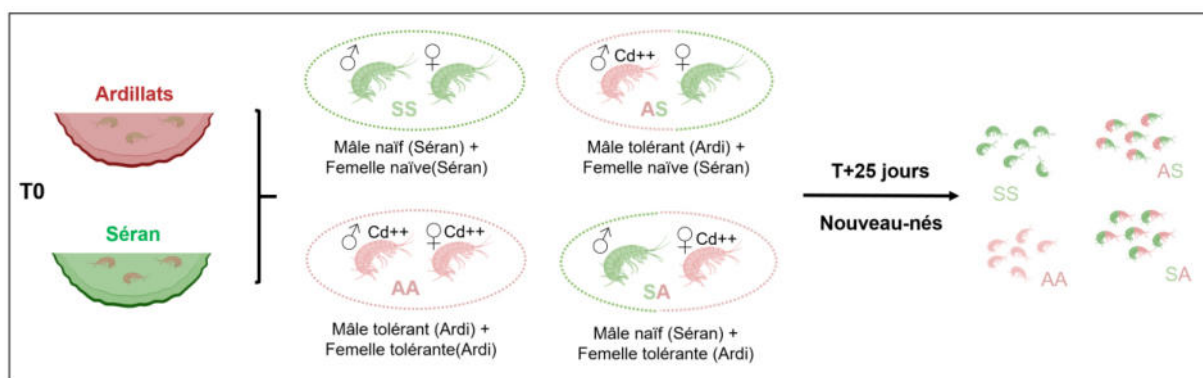 Ardillats
T0
Séran
♂ ♀
SS
Mâle naïf (Séran) +
Femelle naïve(Séran)
♂ Cd++ ♀
AS
Mâle tolérant (Ardi) +
Femelle naïve (Séran)
♂ Cd++ ♀ Cd++
AA
Mâle tolérant (Ardi) +
Femelle tolérante(Ardi)
♂ ♀ Cd++
SA
Mâle naïf (Séran) +
Femelle tolérante (Ardi)
T+25 jours
Nouveau-nés
SS
AS
AA
SA